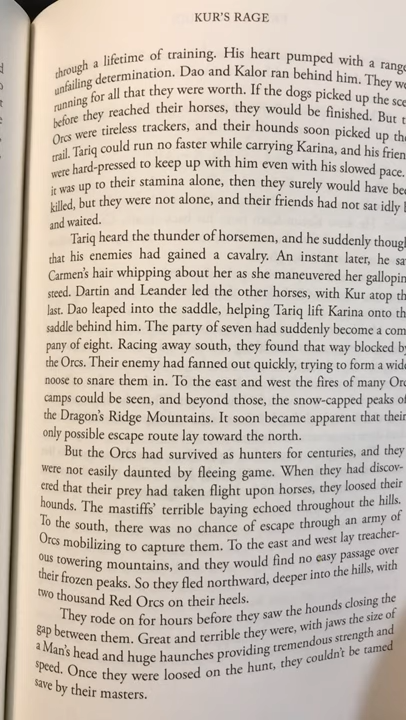 KUR'S RAGE
through a lifetime of training. His heart pumped with a
unfailing determination. Dao and Kalor ran behind him. They
running for all that they were worth. If the dogs picked up the
before they reached their horses, they would be finished. But
Orcs were tireless trackers, and their hounds soon picked up
trail. Tariq could run no faster while carrying Karina, and his
were hard-pressed to keep up with him even with his slowed pace.
it was up to their stamina alone, then they surely would have
killed, but they were not alone, and their friends had not sat idly
and waited.
Tariq heard the thunder of horsemen, and he suddenly
that his enemies had gained a cavalry. An instant later, he
Carmen's hair whipping about her as she maneuvered her
steed. Dartin and Leander led the other horses, with Kur atop
last. Dao leaped into the saddle, helping Tariq lift Karina onto
saddle behind him. The party of seven had suddenly become a com-
pany of eight. Racing away south, they found that way blocked
the Orcs. Their enemy had fanned out quickly, trying to form a
noose to snare them in. To the east and west the fires of many
camps could be seen, and beyond those, the snow-capped peaks
the Dragon's Ridge Mountains. It soon became apparent that their
only possible escape route lay toward the north.
But the Orcs had survived as hunters for centuries, and they
were not easily daunted by fleeing game. When they had discov-
ered that their prey had taken flight upon horses, they loosed their
hounds. The mastiffs' terrible baying echoed throughout the hills.
To the south, there was no chance of escape through an army of
Orcs mobilizing to capture them. To the east and west lay treacher-
ous towering mountains, and they would find no easy passage over
their frozen peaks. So they fled northward, deeper into the hills, with
two thousand Red Orcs on their heels.
They rode on for hours before they saw the hounds closing the
gap between them. Great and terrible they were, with jaws the size of
a Man's head and huge haunches providing tremendous strength and
speed. Once they were loosed on the hunt, they couldn't be tamed
save by their masters.